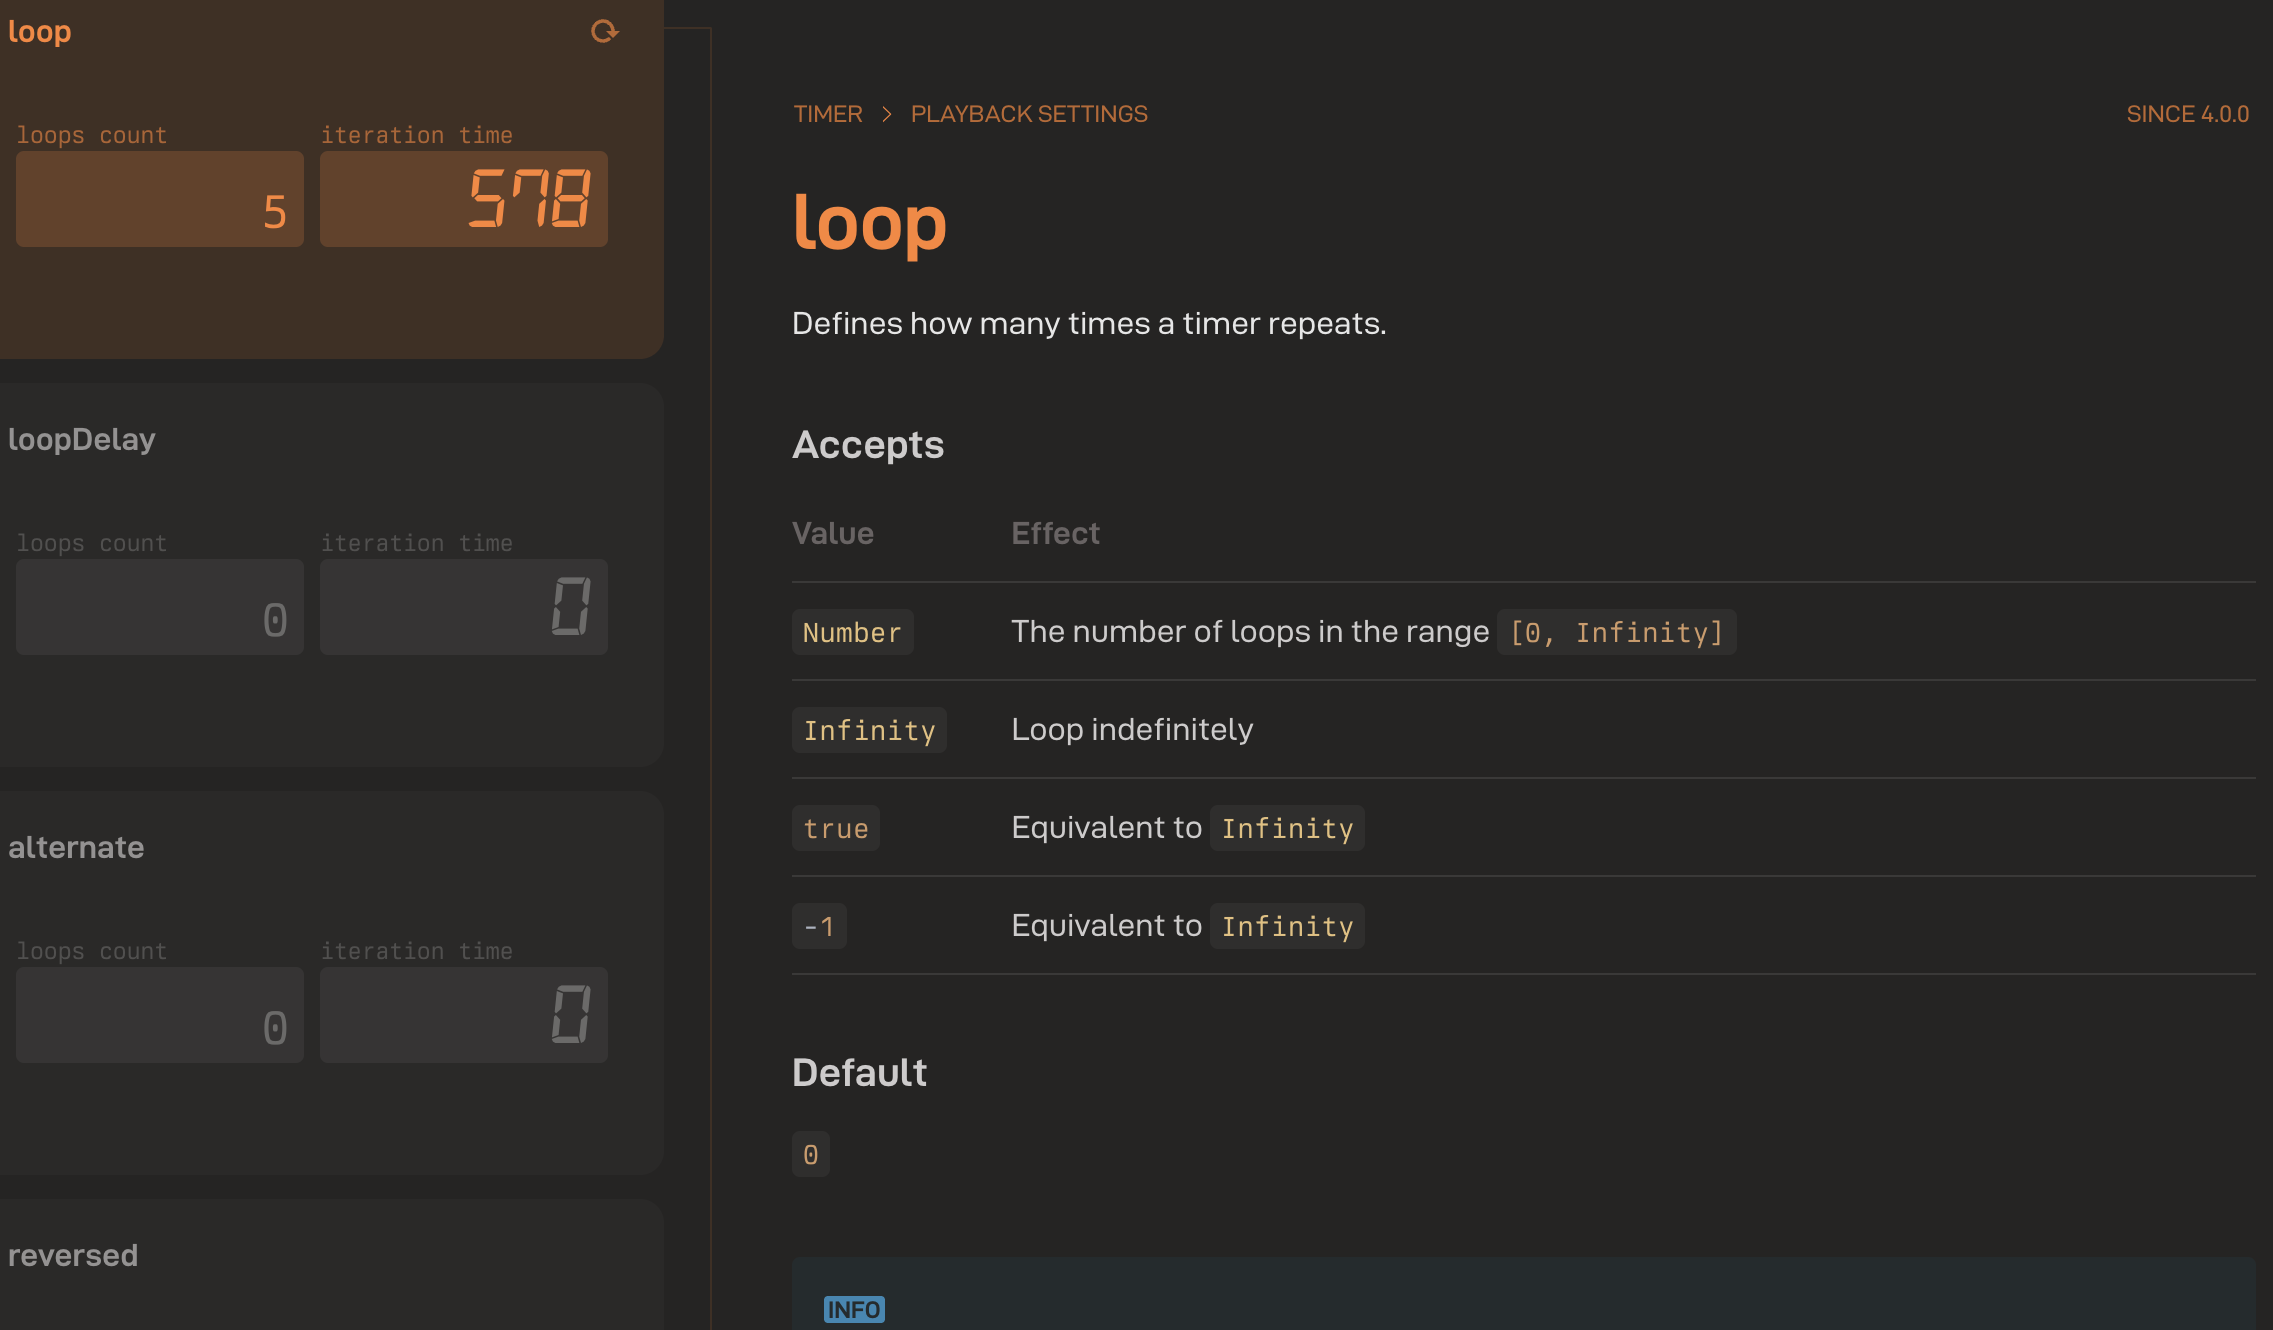 loop
loops count iteration time
5 578
loopDelay
loops count iteration time
0 0
alternate
loops count iteration time
0 0
reversed
TIMER > PLAYBACK SETTINGS SINCE 4.0.0
loop
Defines how many times a timer repeats.
Accepts
Value Effect
Number The number of loops in the range [0, Infinity]
Infinity Loop indefinitely
true Equivalent to Infinity
-1 Equivalent to Infinity
Default
0
INFO